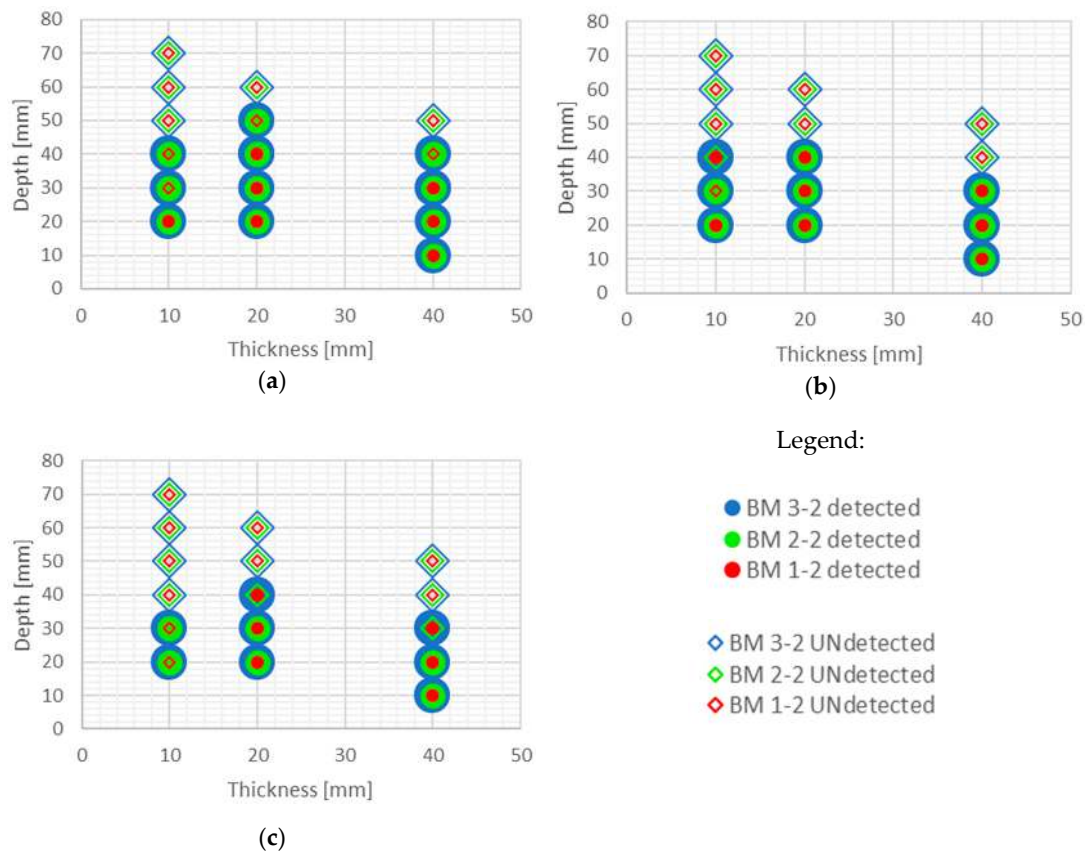 80
70
60
50
40
30
20
10
0
Depth [mm]
0 10 20 30 40 50
Thickness [mm]
(a)
80
70
60
50
40
30
20
10
0
Depth [mm]
0 10 20 30 40 50
Thickness [mm]
(b)
80
70
60
50
40
30
20
10
0
Depth [mm]
0 10 20 30 40 50
Thickness [mm]
(c)
Legend:
BM 3-2 detected
BM 2-2 detected
BM 1-2 detected
BM 3-2 UNdetected
BM 2-2 UNdetected
BM 1-2 UNdetected